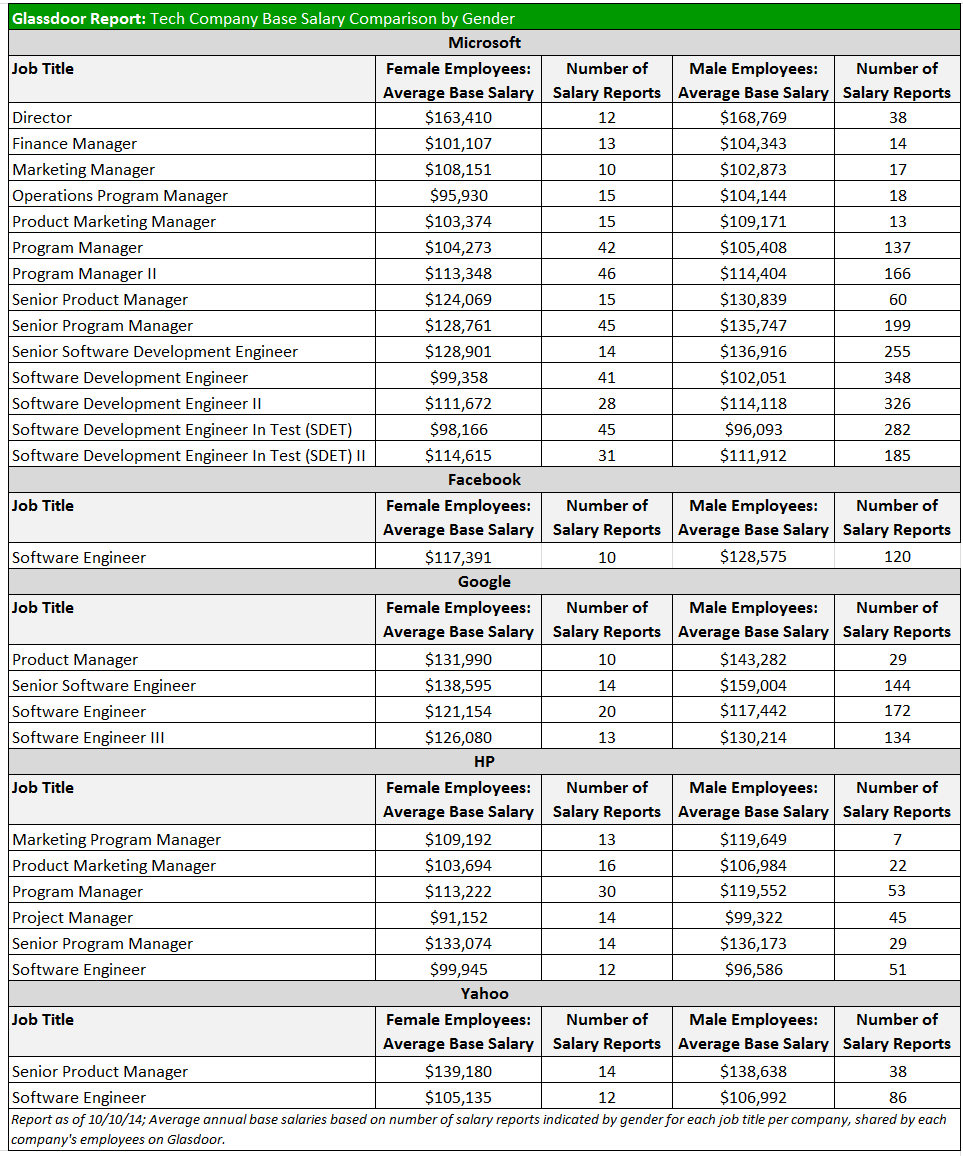 Glassdoor Report: Tech Company Base Salary Comparison by Gender
Microsoft
Job Title Female Employees: Number of Male Employees: Number of
Average Base Salary Salary Reports Average Base Salary Salary Reports
Director $163,410 12 $168,769 38
Finance Manager $101,107 13 $104,343 14
Marketing Manager $108,151 10 $102,873 17
Operations Program Manager $95,930 15 $104,144 18
Product Marketing Manager $103,374 15 $109,171 13
Program Manager $104,273 42 $105,408 137
Program Manager II $113,348 46 $114,404 166
Senior Product Manager $124,069 15 $130,839 60
Senior Program Manager $128,761 45 $135,747 199
Senior Software Development Engineer $128,901 14 $136,916 255
Software Development Engineer $99,358 41 $102,051 348
Software Development Engineer II $111,672 28 $114,118 326
Software Development Engineer In Test (SDET) $98,166 45 $96,093 282
Software Development Engineer In Test (SDET) II $114,615 31 $111,912 185
Facebook
Job Title Female Employees: Number of Male Employees: Number of
Average Base Salary Salary Reports Average Base Salary Salary Reports
Software Engineer $117,391 10 $128,575 120
Google
Job Title Female Employees: Number of Male Employees: Number of
Average Base Salary Salary Reports Average Base Salary Salary Reports
Product Manager $131,990 10 $143,282 29
Senior Software Engineer $138,595 14 $159,004 144
Software Engineer $121,154 20 $117,442 172
Software Engineer III $126,080 13 $130,214 134
HP
Job Title Female Employees: Number of Male Employees: Number of
Average Base Salary Salary Reports Average Base Salary Salary Reports
Marketing Program Manager $109,192 13 $119,649 7
Product Marketing Manager $103,694 16 $106,984 22
Program Manager $113,222 30 $119,552 53
Project Manager $91,152 14 $99,322 45
Senior Program Manager $133,074 14 $136,173 29
Software Engineer $99,945 12 $96,586 51
Yahoo
Job Title Female Employees: Number of Male Employees: Number of
Average Base Salary Salary Reports Average Base Salary Salary Reports
Senior Product Manager $139,180 14 $138,638 38
Software Engineer $105,135 12 $106,992 86
Report as of 10/10/14; Average annual base salaries based on number of salary reports indicated by gender for each job title per company, shared by each
company's employees on Glasdoor.